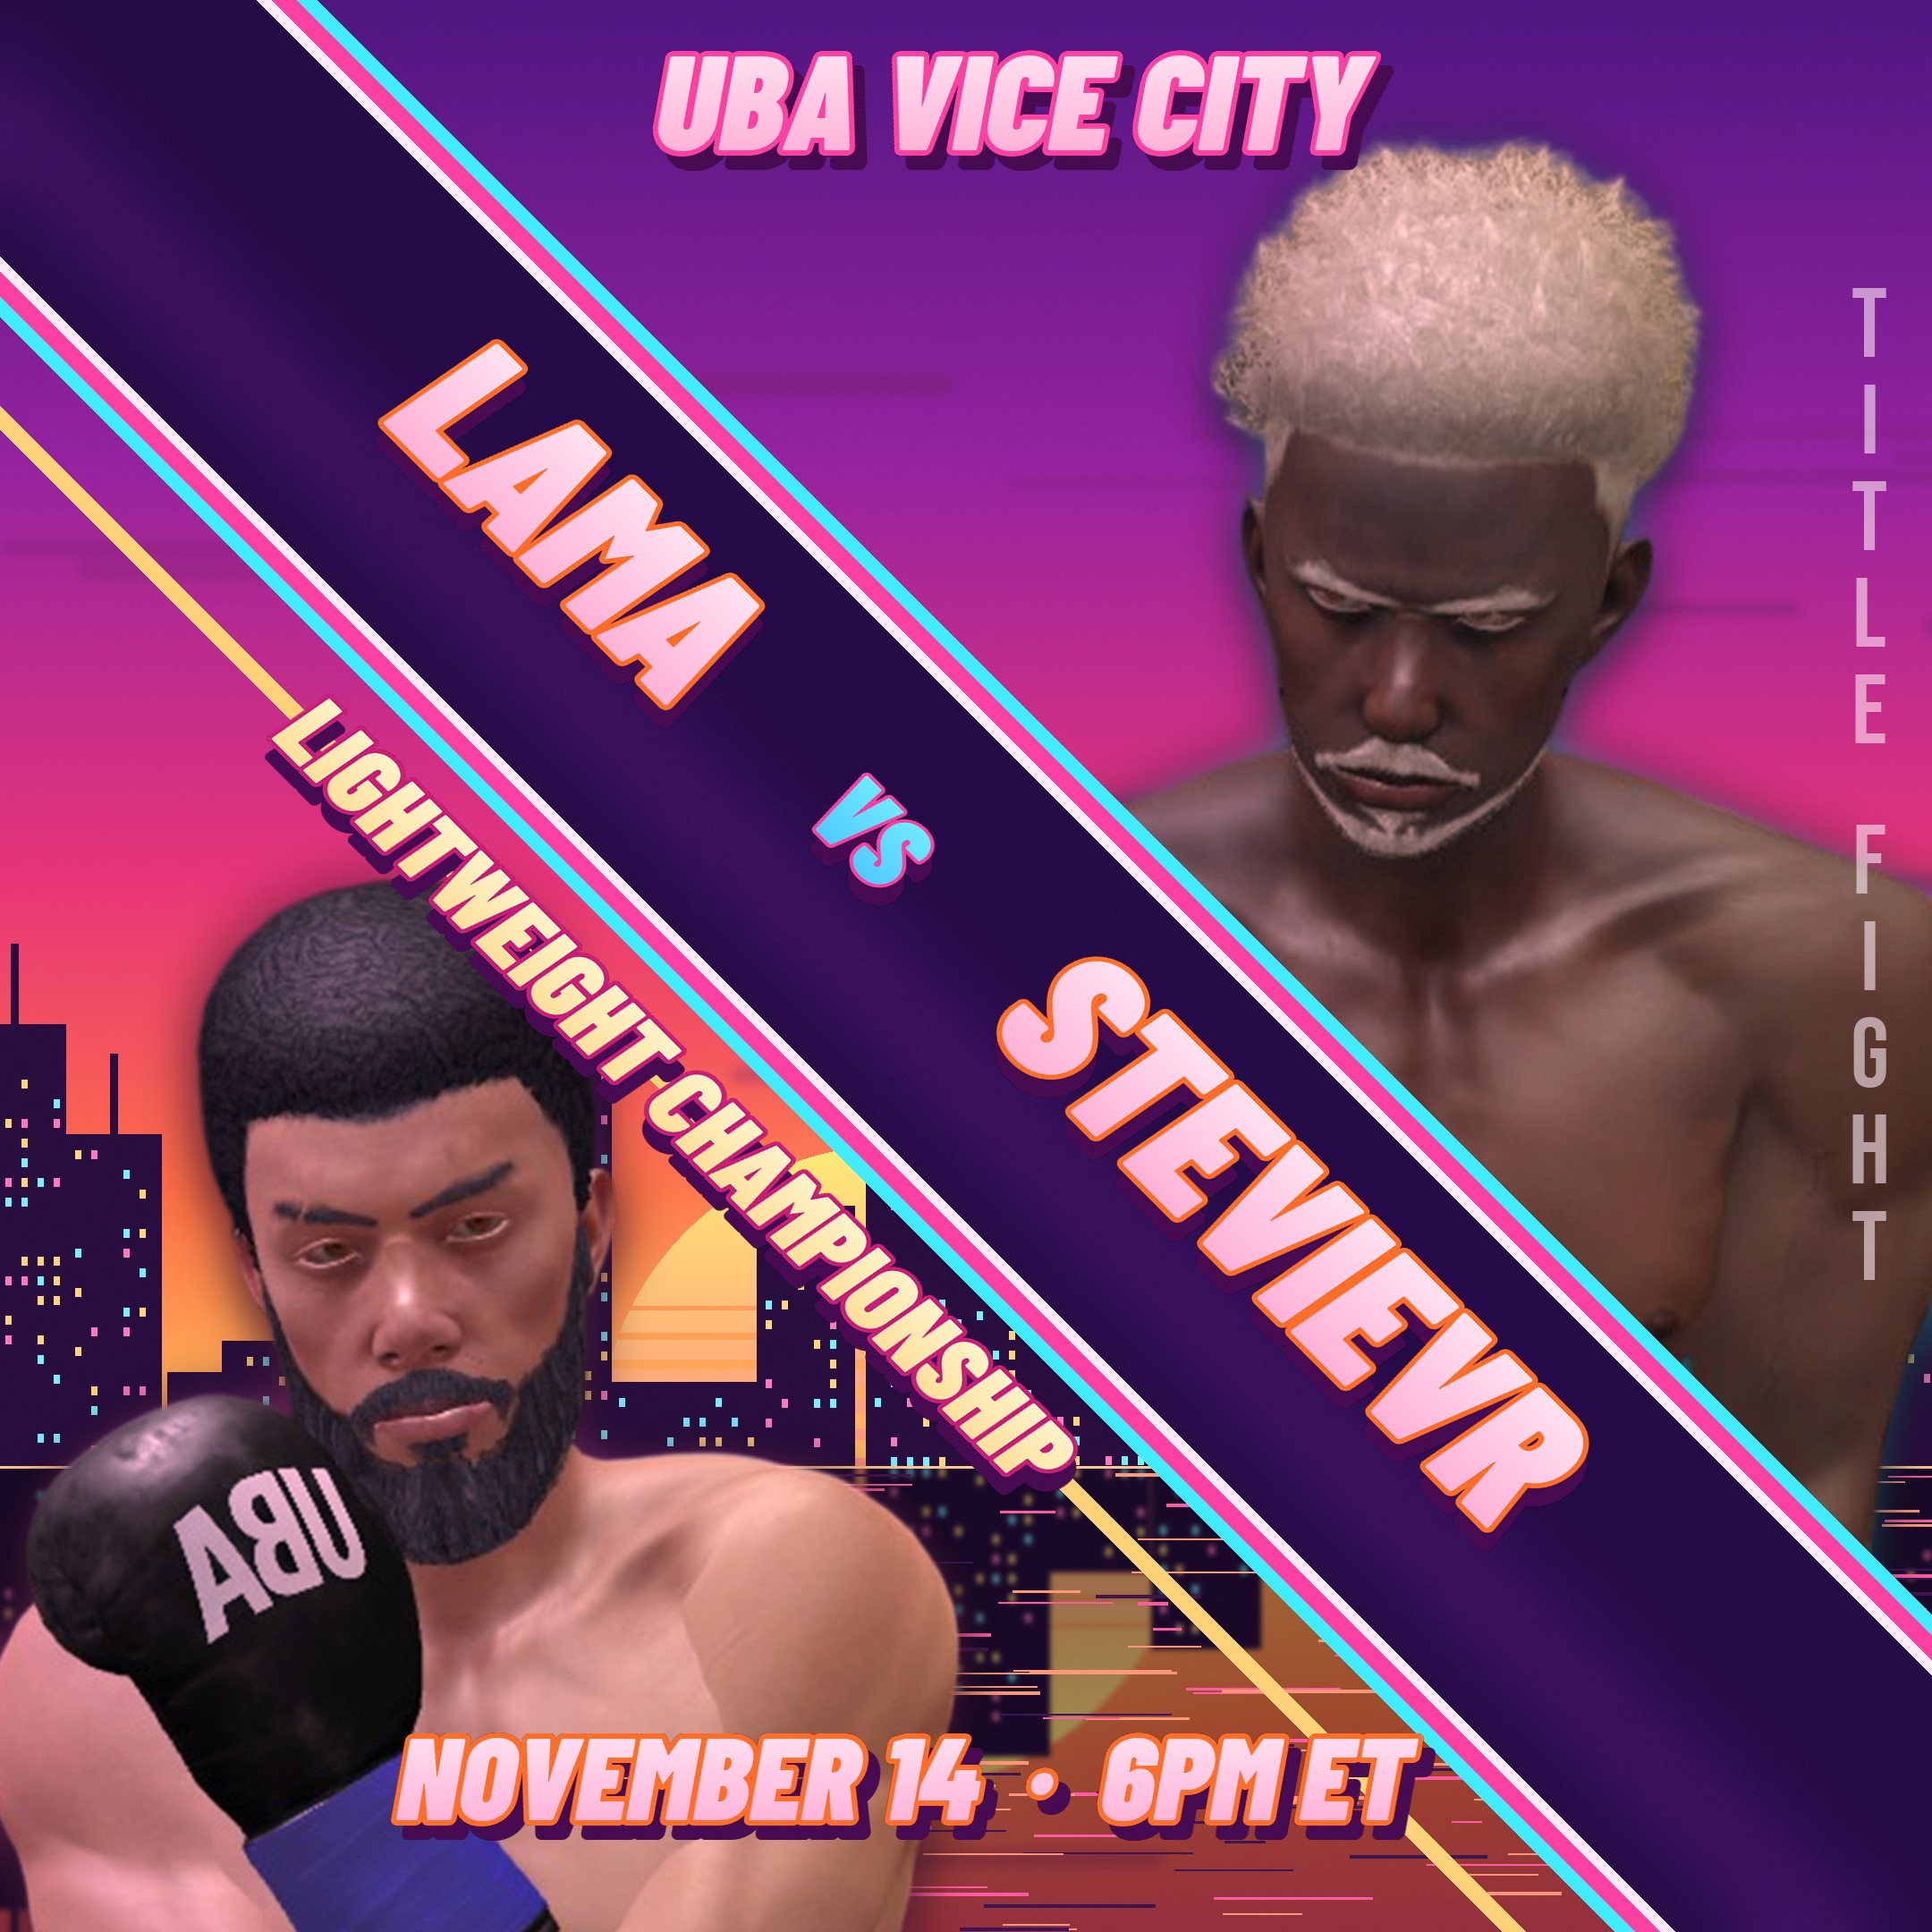 UBA VICE CITY
LAMA
VS
STEVIEVR
LIGHTWEIGHT CHAMPIONSHIP
TITLE FIGHT
UBA
NOVEMBER 14 • 6PM ET